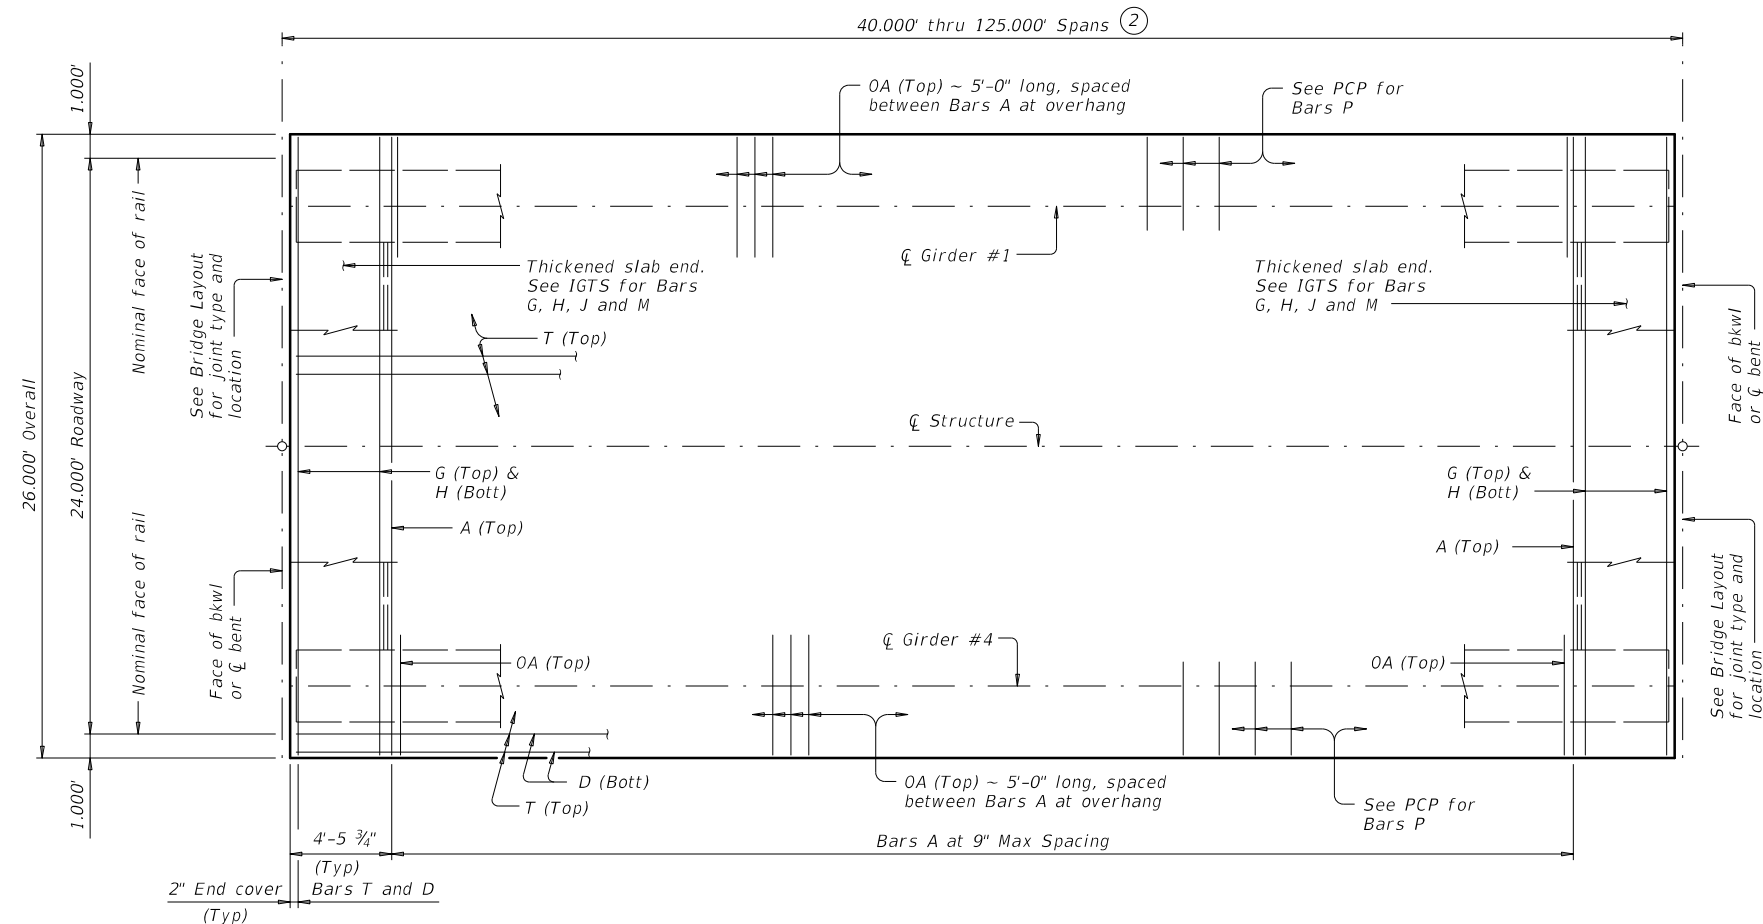 40.000' thru 125.000' Spans 2
1.000'
OA (Top) ~ 5'-0" long, spaced
between Bars A at overhang
See PCP for
Bars P
26.000' Overall
24.000' Roadway
Nominal face of rail
See Bridge Layout
for joint type and
location
℄ Girder #1
Thickened slab end.
See IGTS for Bars
G, H, J and M
Thickened slab end.
See IGTS for Bars
G, H, J and M
T (Top)
Face of bkwl
or ℄ bent
℄ Structure
G (Top) &
H (Bott)
G (Top) &
H (Bott)
A (Top)
A (Top)
Nominal face of rail
Face of bkwl
or ℄ bent
See Bridge Layout
for joint type and
location
℄ Girder #4
OA (Top)
OA (Top)
D (Bott)
T (Top)
OA (Top) ~ 5'-0" long, spaced
between Bars A at overhang
See PCP for
Bars P
1.000'
4'-5 ¾"
(Typ)
Bars A at 9" Max Spacing
2" End cover
(Typ)
Bars T and D